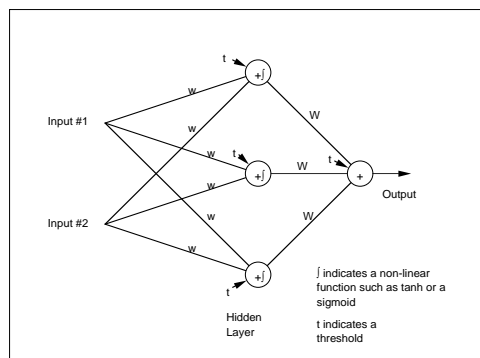 t
+∫
w
W
Input #1
w
w
t
+∫
W
t
+
w
Output
Input #2
w
W
w
+∫
t
∫ indicates a non-linear
function such as tanh or a
sigmoid
Hidden
Layer
t indicates a
threshold